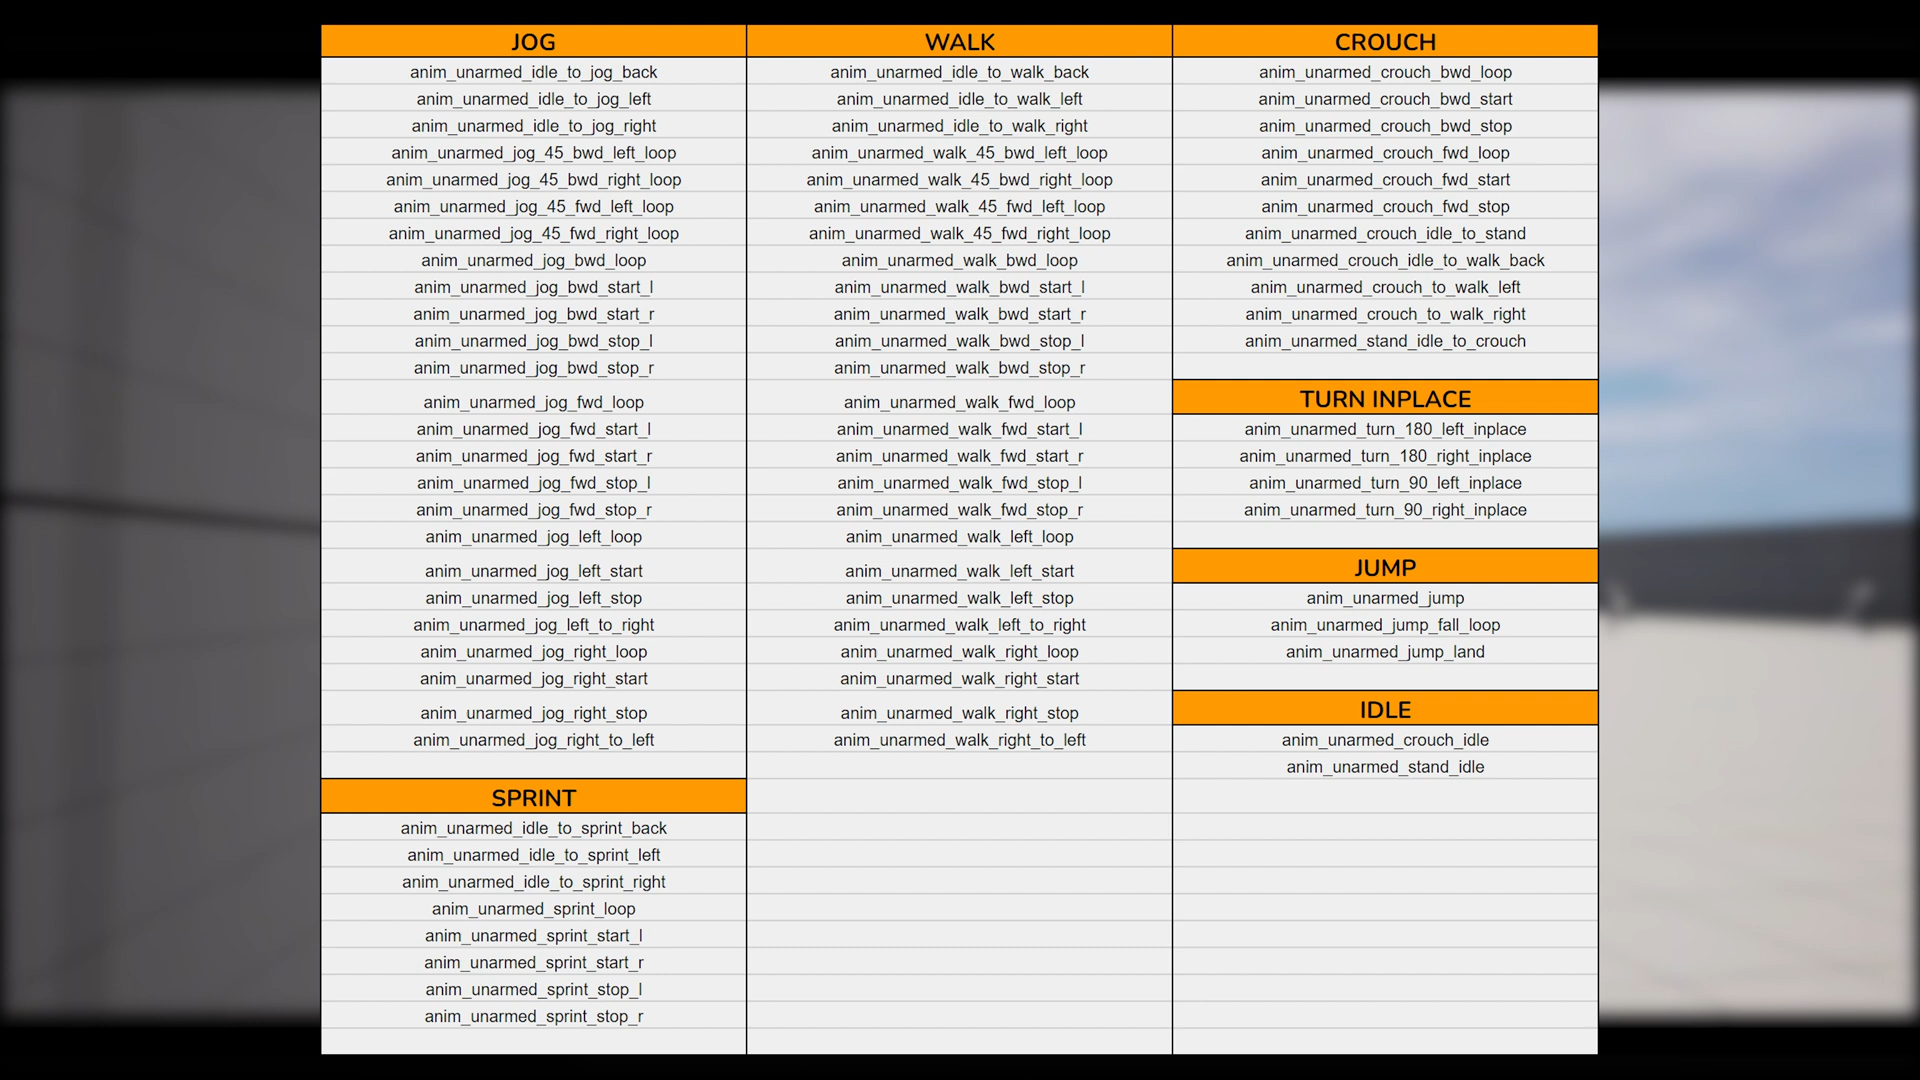 JOG
anim_unarmed_idle_to_jog_back
anim_unarmed_idle_to_jog_left
anim_unarmed_idle_to_jog_right
anim_unarmed_jog_45_bwd_left_loop
anim_unarmed_jog_45_bwd_right_loop
anim_unarmed_jog_45_fwd_left_loop
anim_unarmed_jog_45_fwd_right_loop
anim_unarmed_jog_bwd_loop
anim_unarmed_jog_bwd_start_l
anim_unarmed_jog_bwd_start_r
anim_unarmed_jog_bwd_stop_l
anim_unarmed_jog_bwd_stop_r
anim_unarmed_jog_fwd_loop
anim_unarmed_jog_fwd_start_l
anim_unarmed_jog_fwd_start_r
anim_unarmed_jog_fwd_stop_l
anim_unarmed_jog_fwd_stop_r
anim_unarmed_jog_left_loop
anim_unarmed_jog_left_start
anim_unarmed_jog_left_stop
anim_unarmed_jog_left_to_right
anim_unarmed_jog_right_loop
anim_unarmed_jog_right_start
anim_unarmed_jog_right_stop
anim_unarmed_jog_right_to_left
SPRINT
anim_unarmed_idle_to_sprint_back
anim_unarmed_idle_to_sprint_left
anim_unarmed_idle_to_sprint_right
anim_unarmed_sprint_loop
anim_unarmed_sprint_start_l
anim_unarmed_sprint_start_r
anim_unarmed_sprint_stop_l
anim_unarmed_sprint_stop_r
WALK
anim_unarmed_idle_to_walk_back
anim_unarmed_idle_to_walk_left
anim_unarmed_idle_to_walk_right
anim_unarmed_walk_45_bwd_left_loop
anim_unarmed_walk_45_bwd_right_loop
anim_unarmed_walk_45_fwd_left_loop
anim_unarmed_walk_45_fwd_right_loop
anim_unarmed_walk_bwd_loop
anim_unarmed_walk_bwd_start_l
anim_unarmed_walk_bwd_start_r
anim_unarmed_walk_bwd_stop_l
anim_unarmed_walk_bwd_stop_r
anim_unarmed_walk_fwd_loop
anim_unarmed_walk_fwd_start_l
anim_unarmed_walk_fwd_start_r
anim_unarmed_walk_fwd_stop_l
anim_unarmed_walk_fwd_stop_r
anim_unarmed_walk_left_loop
anim_unarmed_walk_left_start
anim_unarmed_walk_left_stop
anim_unarmed_walk_left_to_right
anim_unarmed_walk_right_loop
anim_unarmed_walk_right_start
anim_unarmed_walk_right_stop
anim_unarmed_walk_right_to_left
CROUCH
anim_unarmed_crouch_bwd_loop
anim_unarmed_crouch_bwd_start
anim_unarmed_crouch_bwd_stop
anim_unarmed_crouch_fwd_loop
anim_unarmed_crouch_fwd_start
anim_unarmed_crouch_fwd_stop
anim_unarmed_crouch_idle_to_stand
anim_unarmed_crouch_idle_to_walk_back
anim_unarmed_crouch_to_walk_left
anim_unarmed_crouch_to_walk_right
anim_unarmed_stand_idle_to_crouch
TURN INPLACE
anim_unarmed_turn_180_left_inplace
anim_unarmed_turn_180_right_inplace
anim_unarmed_turn_90_left_inplace
anim_unarmed_turn_90_right_inplace
JUMP
anim_unarmed_jump
anim_unarmed_jump_fall_loop
anim_unarmed_jump_land
IDLE
anim_unarmed_crouch_idle
anim_unarmed_stand_idle